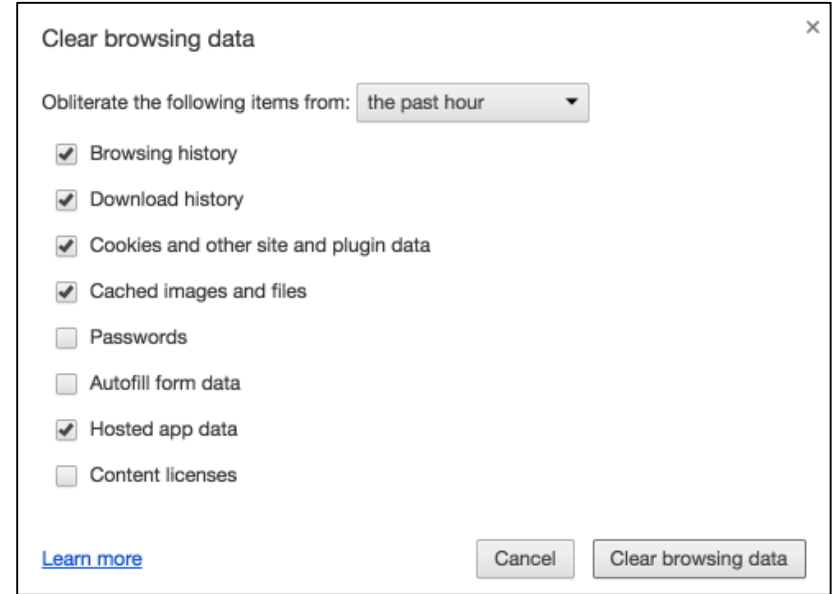 Clear browsing data
×
Obliterate the following items from: the past hour
Browsing history
Download history
Cookies and other site and plugin data
Cached images and files
Passwords
Autofill form data
Hosted app data
Content licenses
Learn more Cancel Clear browsing data